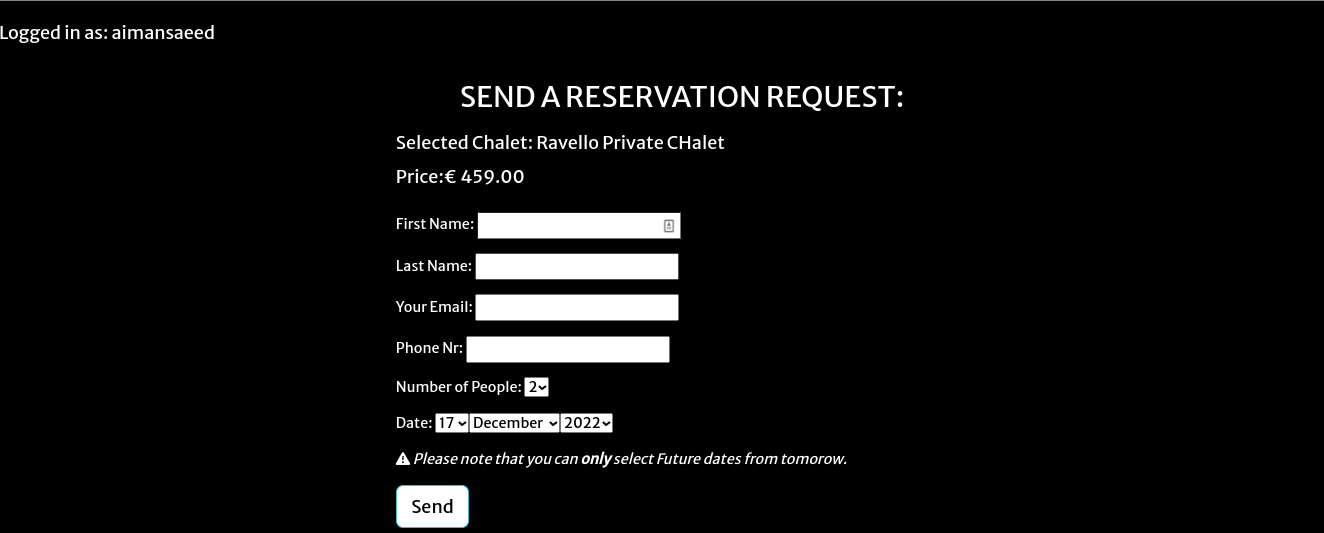 Logged in as: aimansaeed
SEND A RESERVATION REQUEST:
Selected Chalet: Ravello Private CHalet
Price:€ 459.00
First Name:
Last Name:
Your Email:
Phone Nr:
Number of People: 2
Date: 17 December 2022
Please note that you can only select Future dates from tomorow.
Send